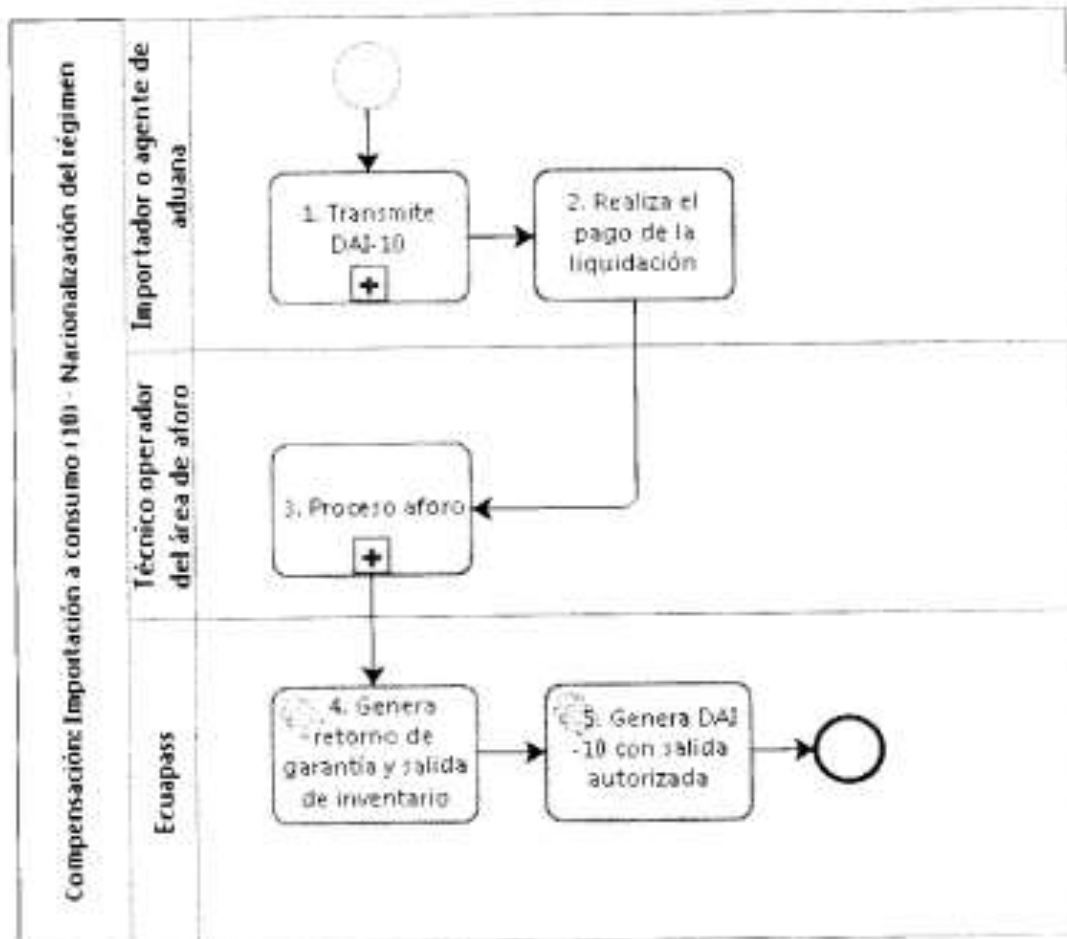 Compensación: Importación a consumo (10) - Nacionalización del régimen
Importador o agente de
aduana
1. Transmite
DAI-10
2. Realiza el
pago de la
liquidación
Técnico operador
del área de aforo
3. Proceso aforo
Ecuapass
4. Genera
retorno de
garantía y salida
de inventario
5. Genera DAI
-10 con salida
autorizada